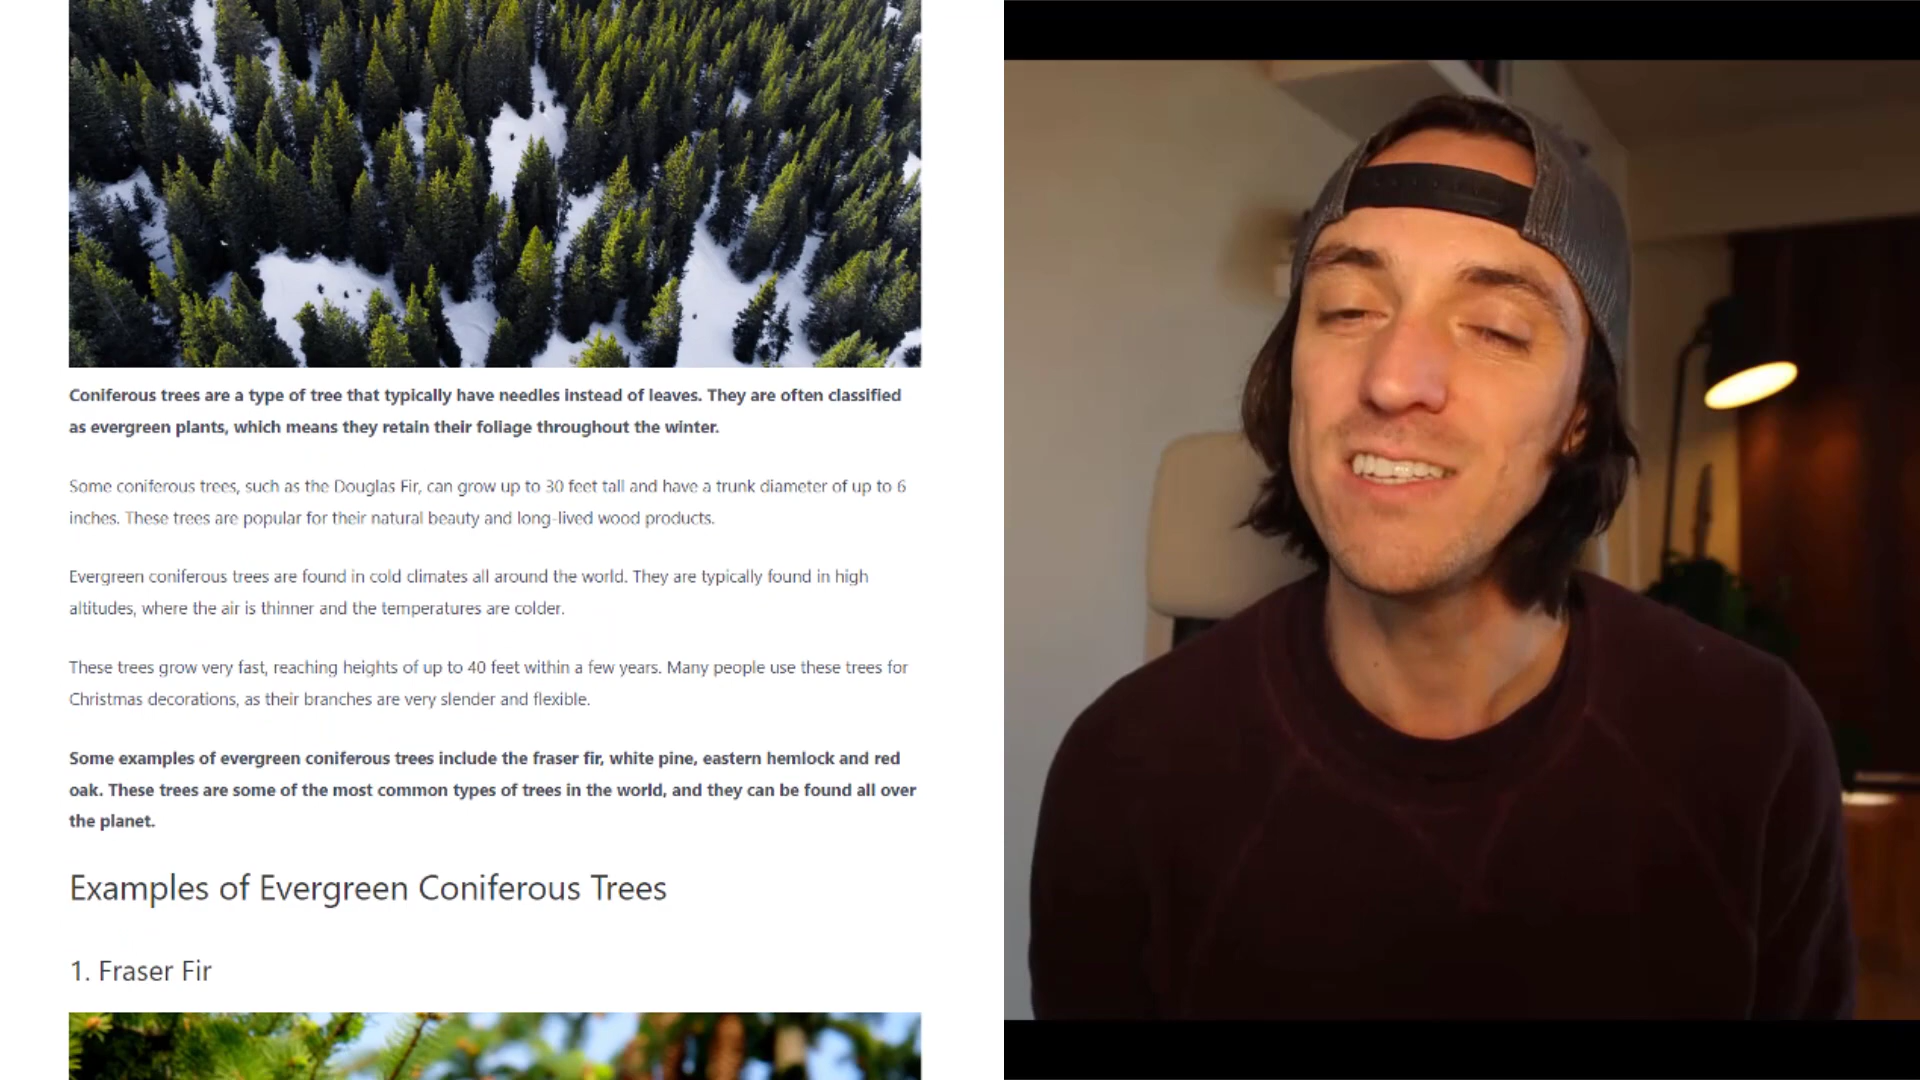 Coniferous trees are a type of tree that typically have needles instead of leaves. They are often classified
as evergreen plants, which means they retain their foliage throughout the winter.
Some coniferous trees, such as the Douglas Fir, can grow up to 30 feet tall and have a trunk diameter of up to 6
inches. These trees are popular for their natural beauty and long-lived wood products.
Evergreen coniferous trees are found in cold climates all around the world. They are typically found in high
altitudes, where the air is thinner and the temperatures are colder.
These trees grow very fast, reaching heights of up to 40 feet within a few years. Many people use these trees for
Christmas decorations, as their branches are very slender and flexible.
Some examples of evergreen coniferous trees include the fraser fir, white pine, eastern hemlock and red
oak. These trees are some of the most common types of trees in the world, and they can be found all over
the planet.
Examples of Evergreen Coniferous Trees
1. Fraser Fir